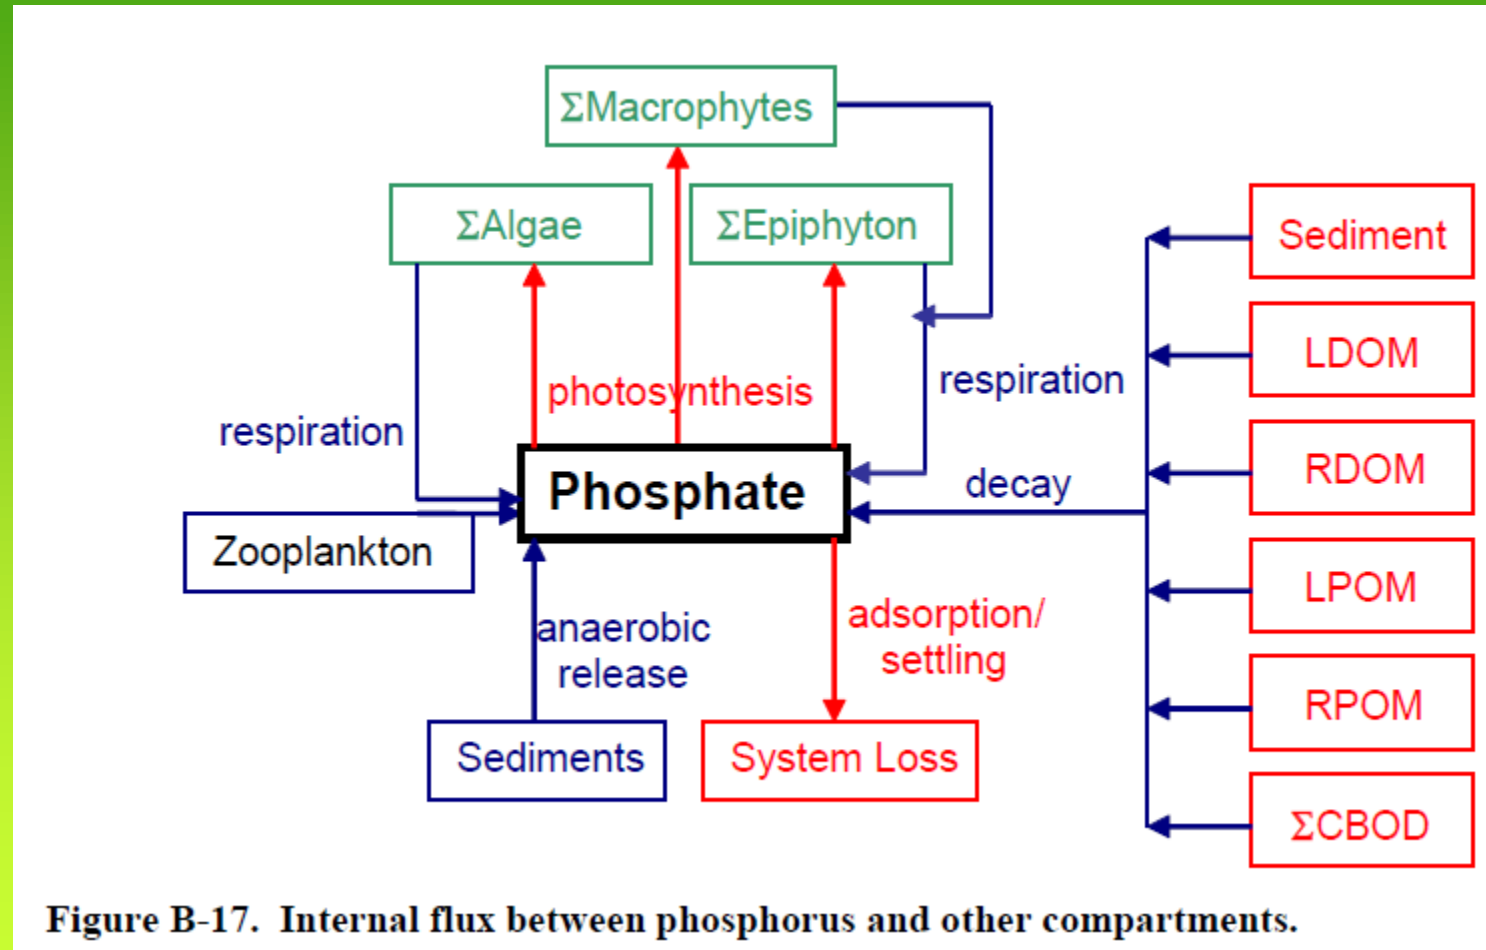 ΣMacrophytes
ΣAlgae
ΣEpiphyton
Sediment
LDOM
photosynthesis
respiration
respiration
RDOM
Phosphate
decay
Zooplankton
LPOM
anaerobic
release
adsorption/
settling
RPOM
Sediments
System Loss
ΣCBOD
Figure B-17. Internal flux between phosphorus and other compartments.